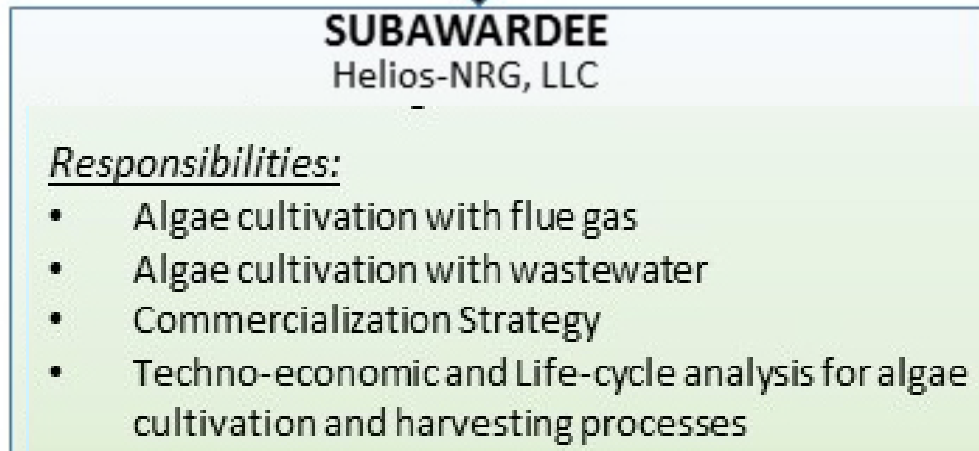 SUBAWARDEE
Helios-NRG, LLC
Responsibilities:
• Algae cultivation with flue gas
• Algae cultivation with wastewater
• Commercialization Strategy
• Techno-economic and Life-cycle analysis for algae
cultivation and harvesting processes